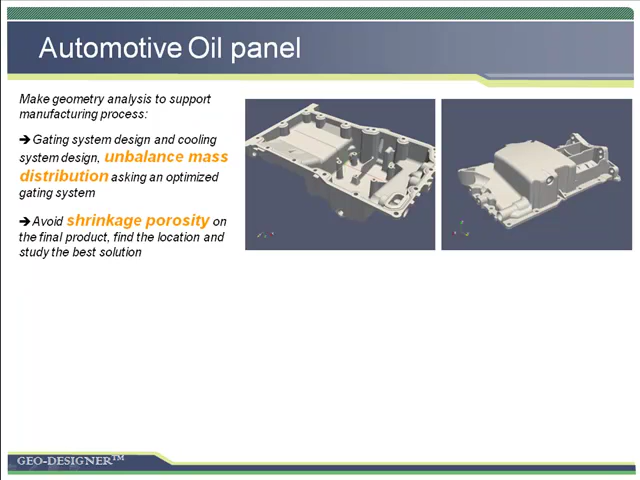 Automotive Oil panel
Make geometry analysis to support
manufacturing process:
➔Gating system design and cooling
system design, unbalance mass
distribution asking an optimized
gating system
➔Avoid shrinkage porosity on
the final product, find the location and
study the best solution
GEO-DESIGNER™